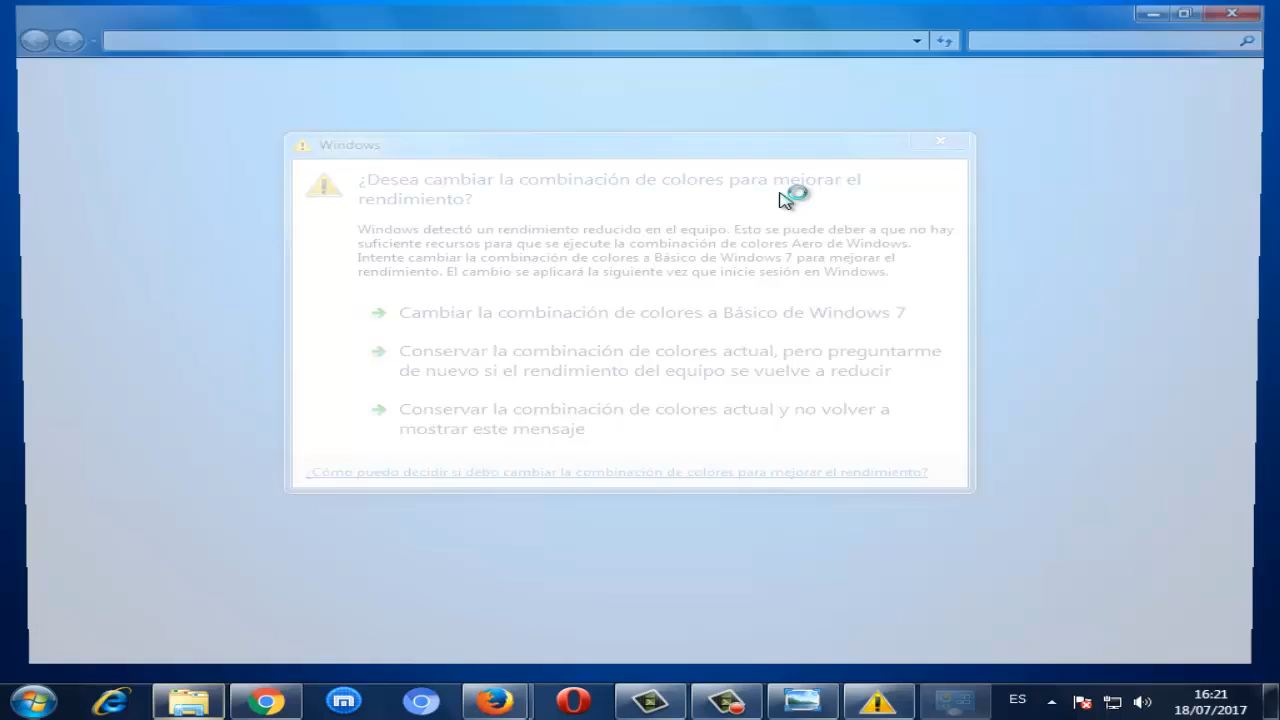 Windows
¿Desea cambiar la combinación de colores para mejorar el
rendimiento?
Windows detectó un rendimiento reducido en el equipo. Esto se puede deber a que no hay
suficiente recursos para que se ejecute la combinación de colores Aero de Windows.
Intente cambiar la combinación de colores a Básico de Windows 7 para mejorar el
rendimiento. El cambio se aplicará la siguiente vez que inicie sesión en Windows.
Cambiar la combinación de colores a Básico de Windows 7
Conservar la combinación de colores actual, pero preguntarme
de nuevo si el rendimiento del equipo se vuelve a reducir
Conservar la combinación de colores actual y no volver a
mostrar este mensaje
¿Cómo puedo decidir si debo cambiar la combinación de colores para mejorar el rendimiento?
ES
16:21
18/07/2017